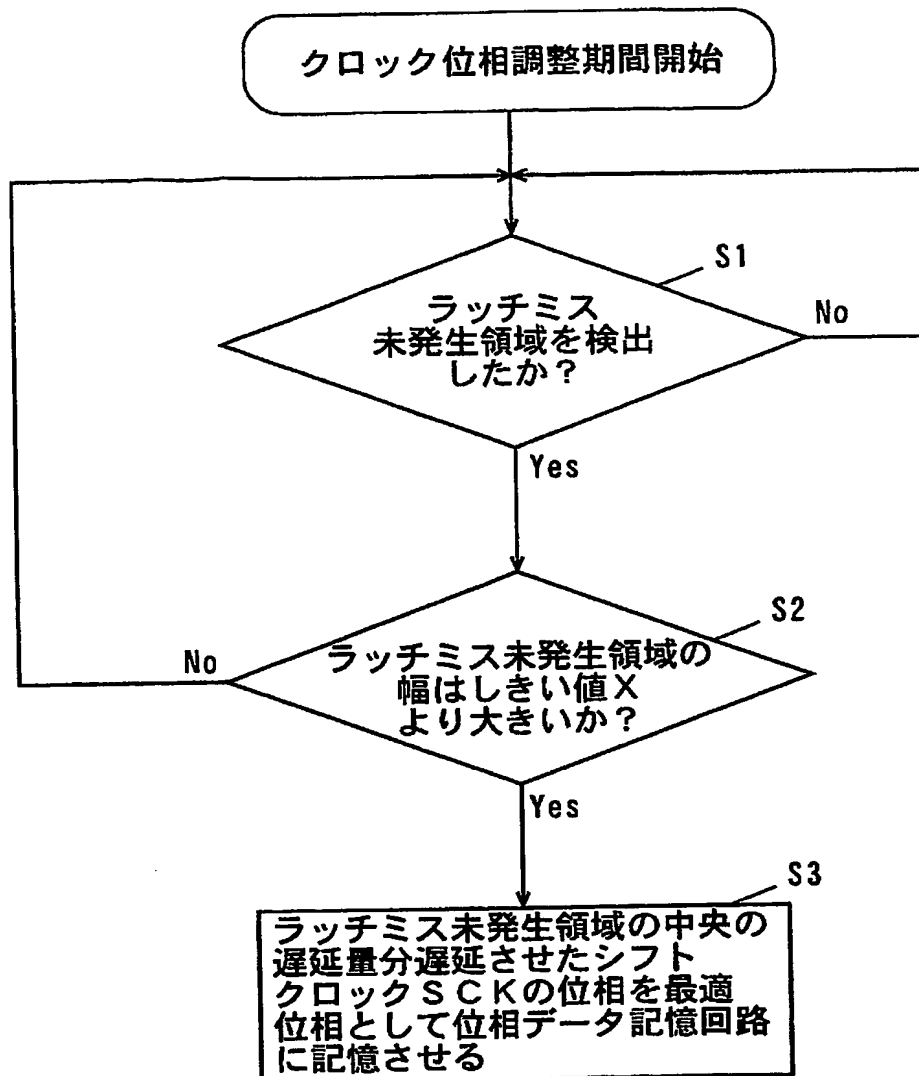 クロック位相調整期間開始
S1
ラッチミス
未発生領域を検出
したか？
No
Yes
S2
ラッチミス未発生領域の
幅はしきい値X
より大きいか？
No
Yes
S3
ラッチミス未発生領域の中央の
遅延量分遅延させたシフト
クロックSCKの位相を最適
位相として位相データ記憶回路
に記憶させる